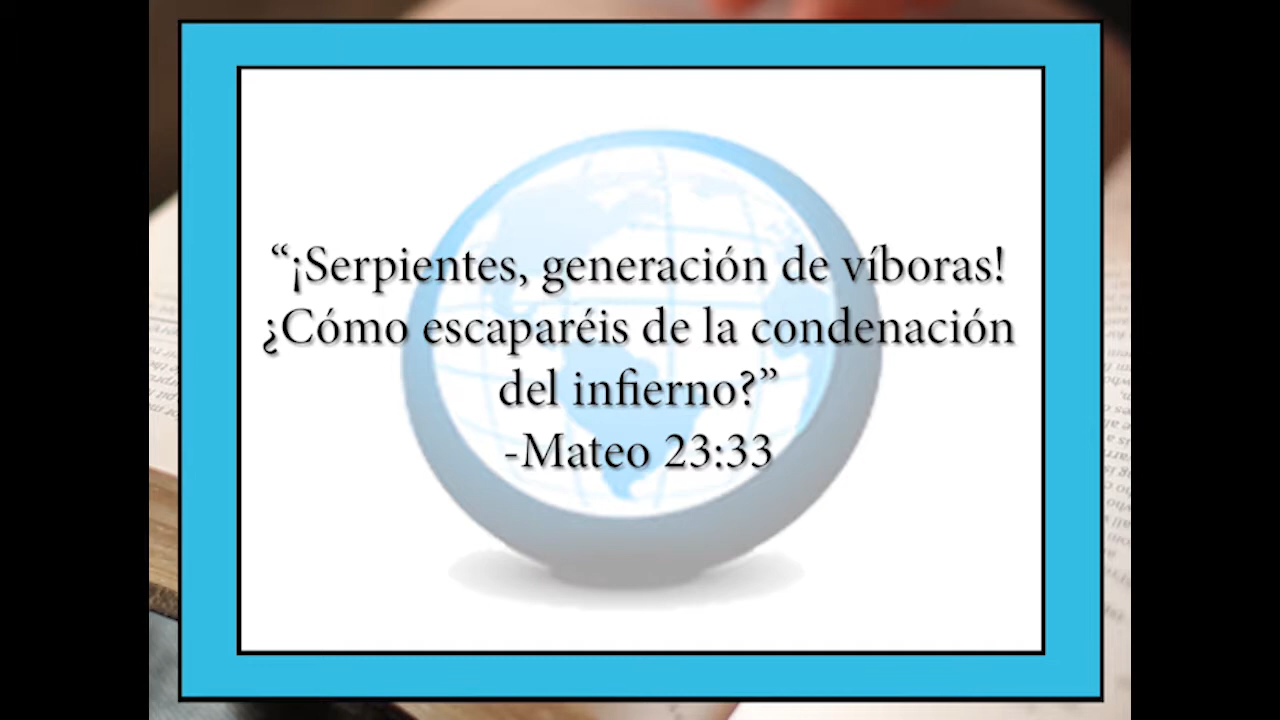 “¡Serpientes, generación de víboras!
¿Cómo escaparéis de la condenación
del infierno?”
-Mateo 23:33